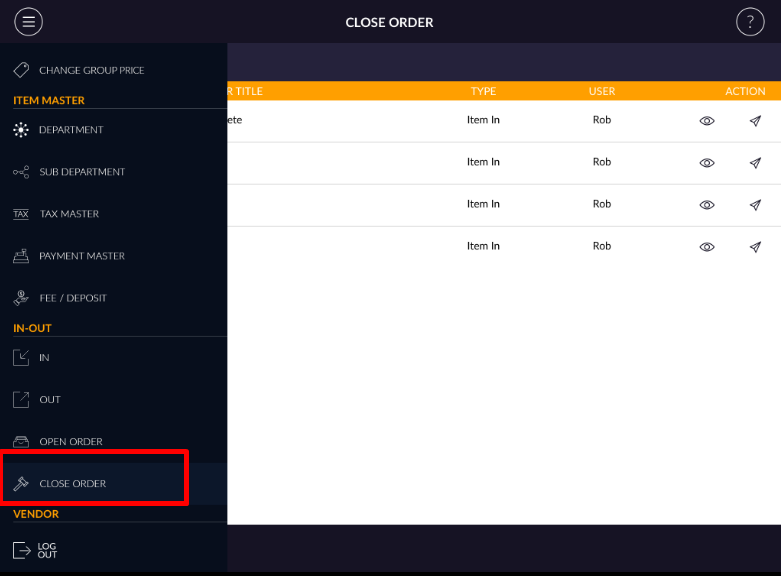 CLOSE ORDER
?
CHANGE GROUP PRICE
ITEM MASTER
DEPARTMENT
SUB DEPARTMENT
TAX TAX MASTER
PAYMENT MASTER
FEE / DEPOSIT
IN-OUT
IN
OUT
OPEN ORDER
CLOSE ORDER
VENDOR
LOG
OUT
R TITLE TYPE USER ACTION
ete Item In Rob
Item In Rob
Item In Rob
Item In Rob